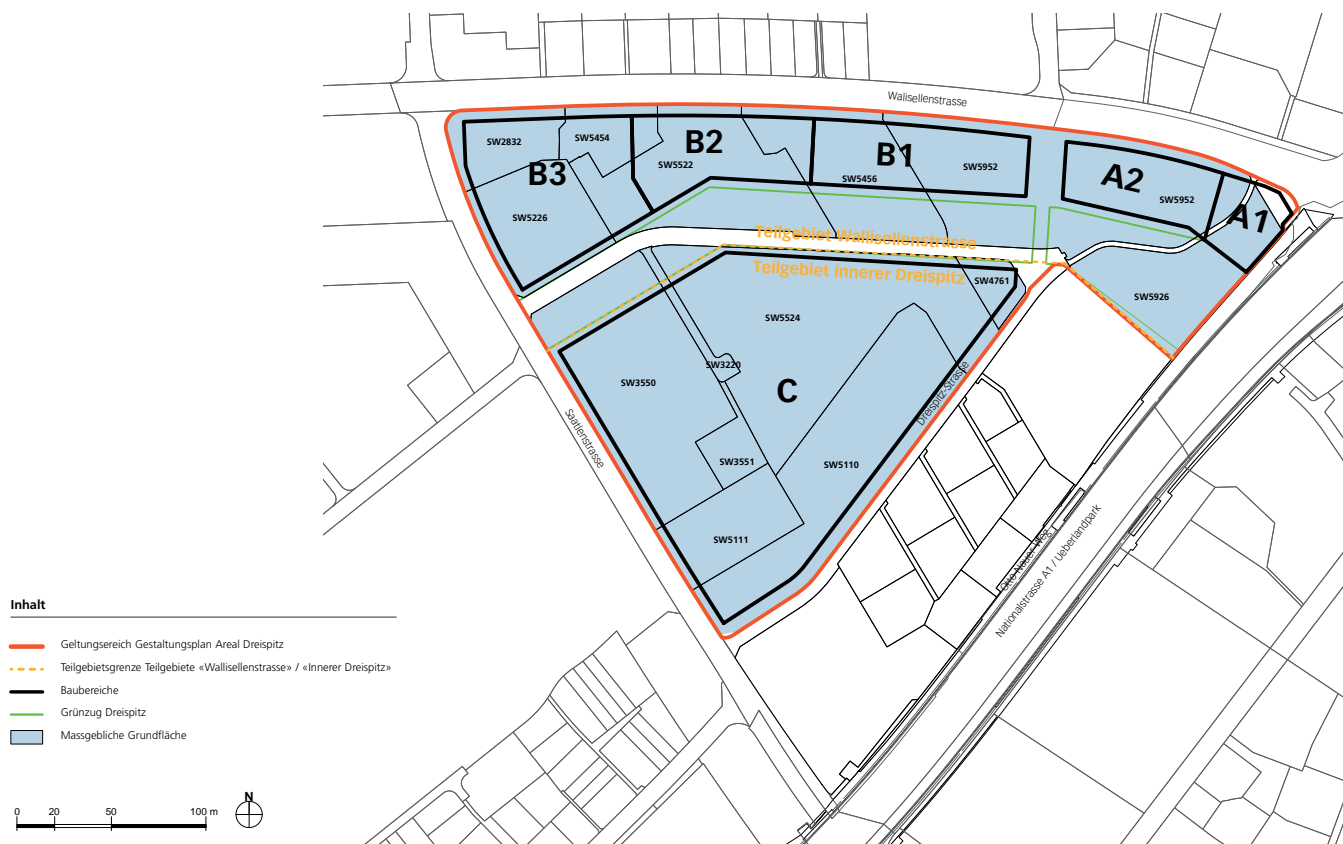 Walisellenstrasse
SW2832
SW5454
B2
B1
B3
SW5522
SW5456
SW5952
A2
SW5952
A1
SW5226
Teilgebiet Wallisellenstrasse
Teilgebiet innerer Dreispitz
SW4761
SW5926
SW5524
SW3220
SW3550
C
Dreispitz-Strasse
Saatlenstrasse
SW3551
SW5110
SW5111
Otto-Nauer-Weg
Nationalstrasse A1 / Ueberlandpark
Inhalt
Geltungsereich Gestaltungsplan Areal Dreispitz
Teilgebietsgrenze Teilgebiete «Wallisellenstrasse» / «Innerer Dreispitz»
Baubereiche
Grünzug Dreispitz
Massgebliche Grundfläche
0 20 50 100 m
N